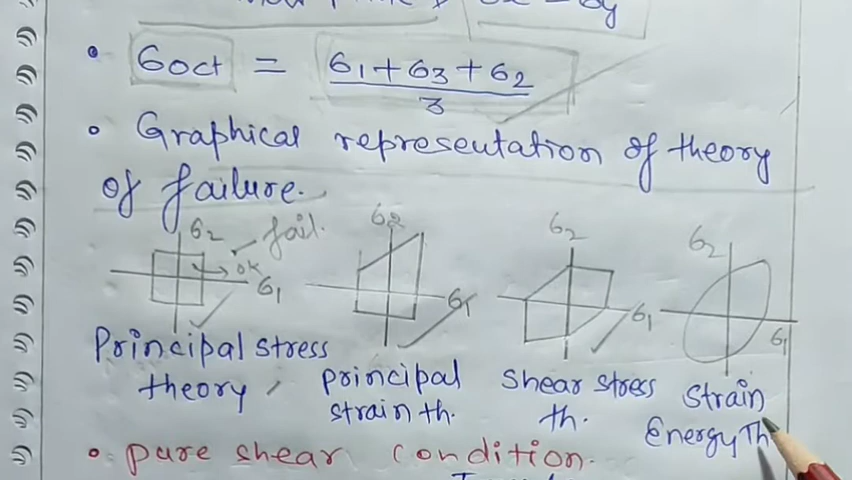 • σoct = σ1 + σ3 + σ2 / 3
• Graphical representation of theory
of failure.
σ2 fail. σ2 σ2 σ2
ok σ1 σ1 σ1 σ1
Principal stress theory, principal strain th. Shear stress th. Strain Energy Th
• pure shear condition.